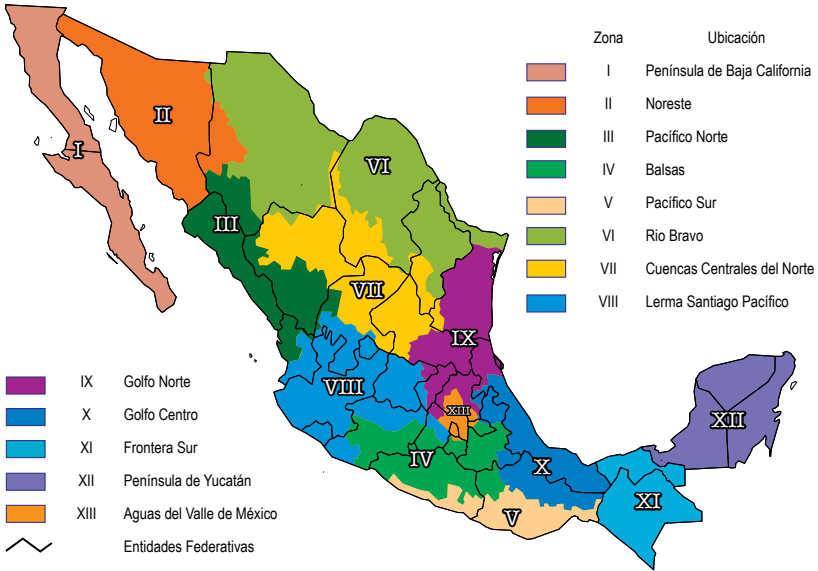 Zona Ubicación
I Península de Baja California
II Noreste
III Pacífico Norte
IV Balsas
V Pacífico Sur
VI Rio Bravo
VII Cuencas Centrales del Norte
VIII Lerma Santiago Pacífico
IX Golfo Norte
X Golfo Centro
XI Frontera Sur
XII Península de Yucatán
XIII Aguas del Valle de México
Entidades Federativas
II
I
VI
III
VII
IX
VIII
XIII
XII
IV
X
XI
V